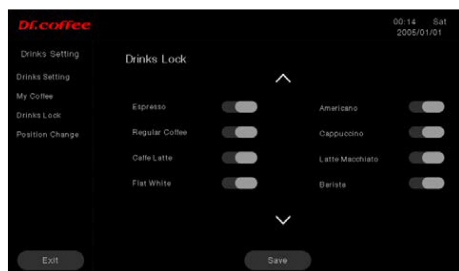 Dr.coffee
00:14 Sat
2005/01/01
Drinks Setting
Drinks Setting
My Coffee
Drinks Lock
Position Change
Drinks Lock
Espresso
Americano
Regular Coffee
Cappuccino
Caffe Latte
Latte Macchiato
Flat White
Barista
Exit
Save